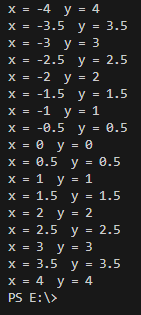 x = -4  y = 4
x = -3.5  y = 3.5
x = -3  y = 3
x = -2.5  y = 2.5
x = -2  y = 2
x = -1.5  y = 1.5
x = -1  y = 1
x = -0.5  y = 0.5
x = 0  y = 0
x = 0.5  y = 0.5
x = 1  y = 1
x = 1.5  y = 1.5
x = 2  y = 2
x = 2.5  y = 2.5
x = 3  y = 3
x = 3.5  y = 3.5
x = 4  y = 4
PS E:\>